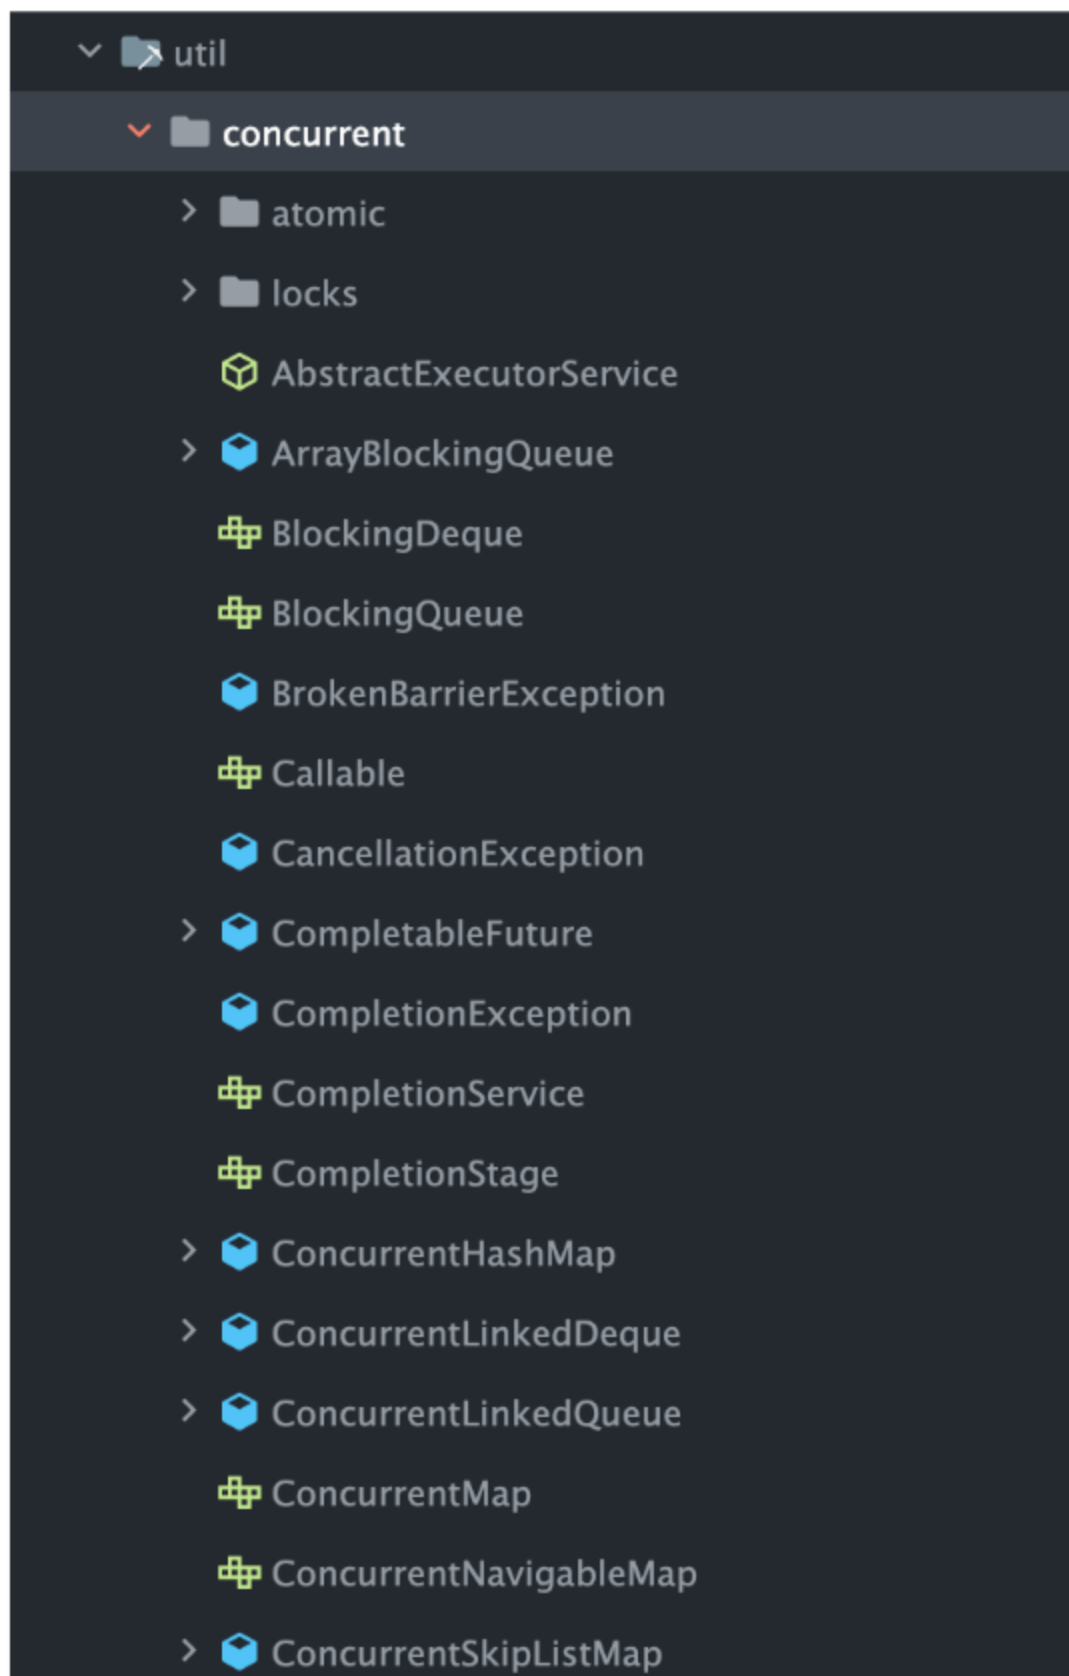 util
concurrent
atomic
locks
AbstractExecutorService
ArrayBlockingQueue
BlockingDeque
BlockingQueue
BrokenBarrierException
Callable
CancellationException
CompletableFuture
CompletionException
CompletionService
CompletionStage
ConcurrentHashMap
ConcurrentLinkedDeque
ConcurrentLinkedQueue
ConcurrentMap
ConcurrentNavigableMap
ConcurrentSkipListMap